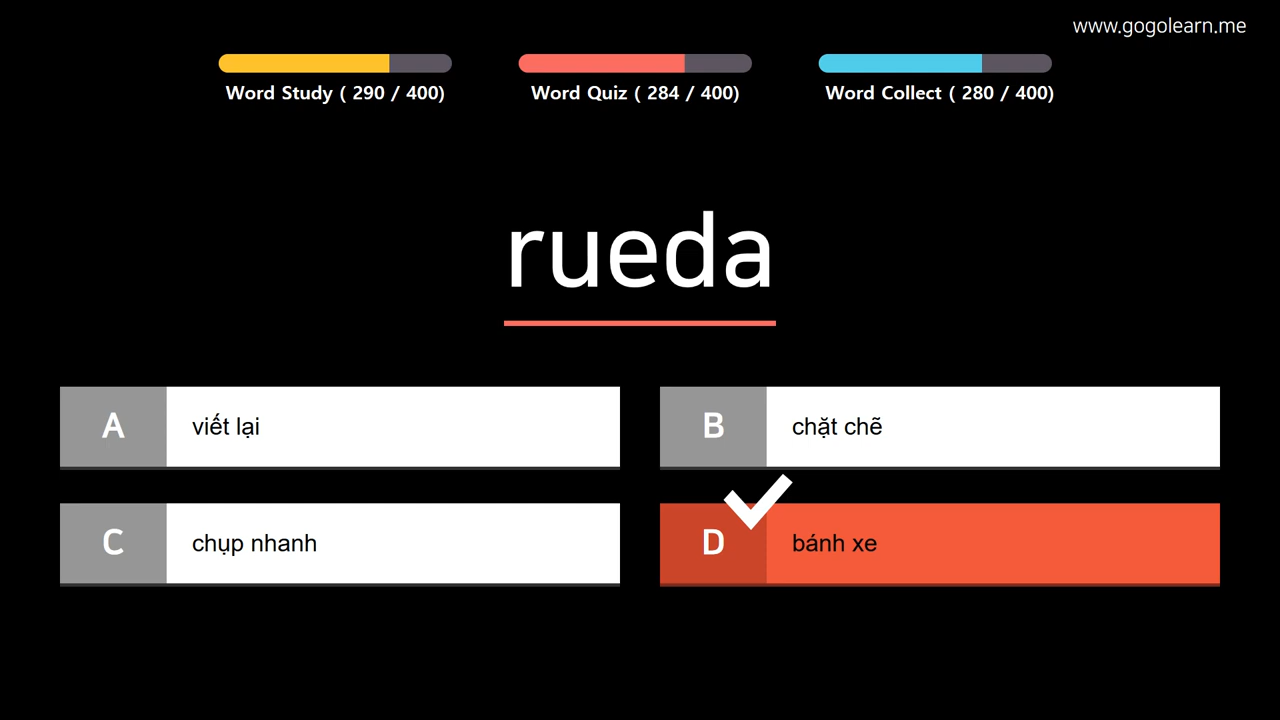 www.gogolearn.me
Word Study ( 290 / 400)
Word Quiz ( 284 / 400)
Word Collect ( 280 / 400)
rueda
A viết lại
B chặt chẽ
C chụp nhanh
D bánh xe